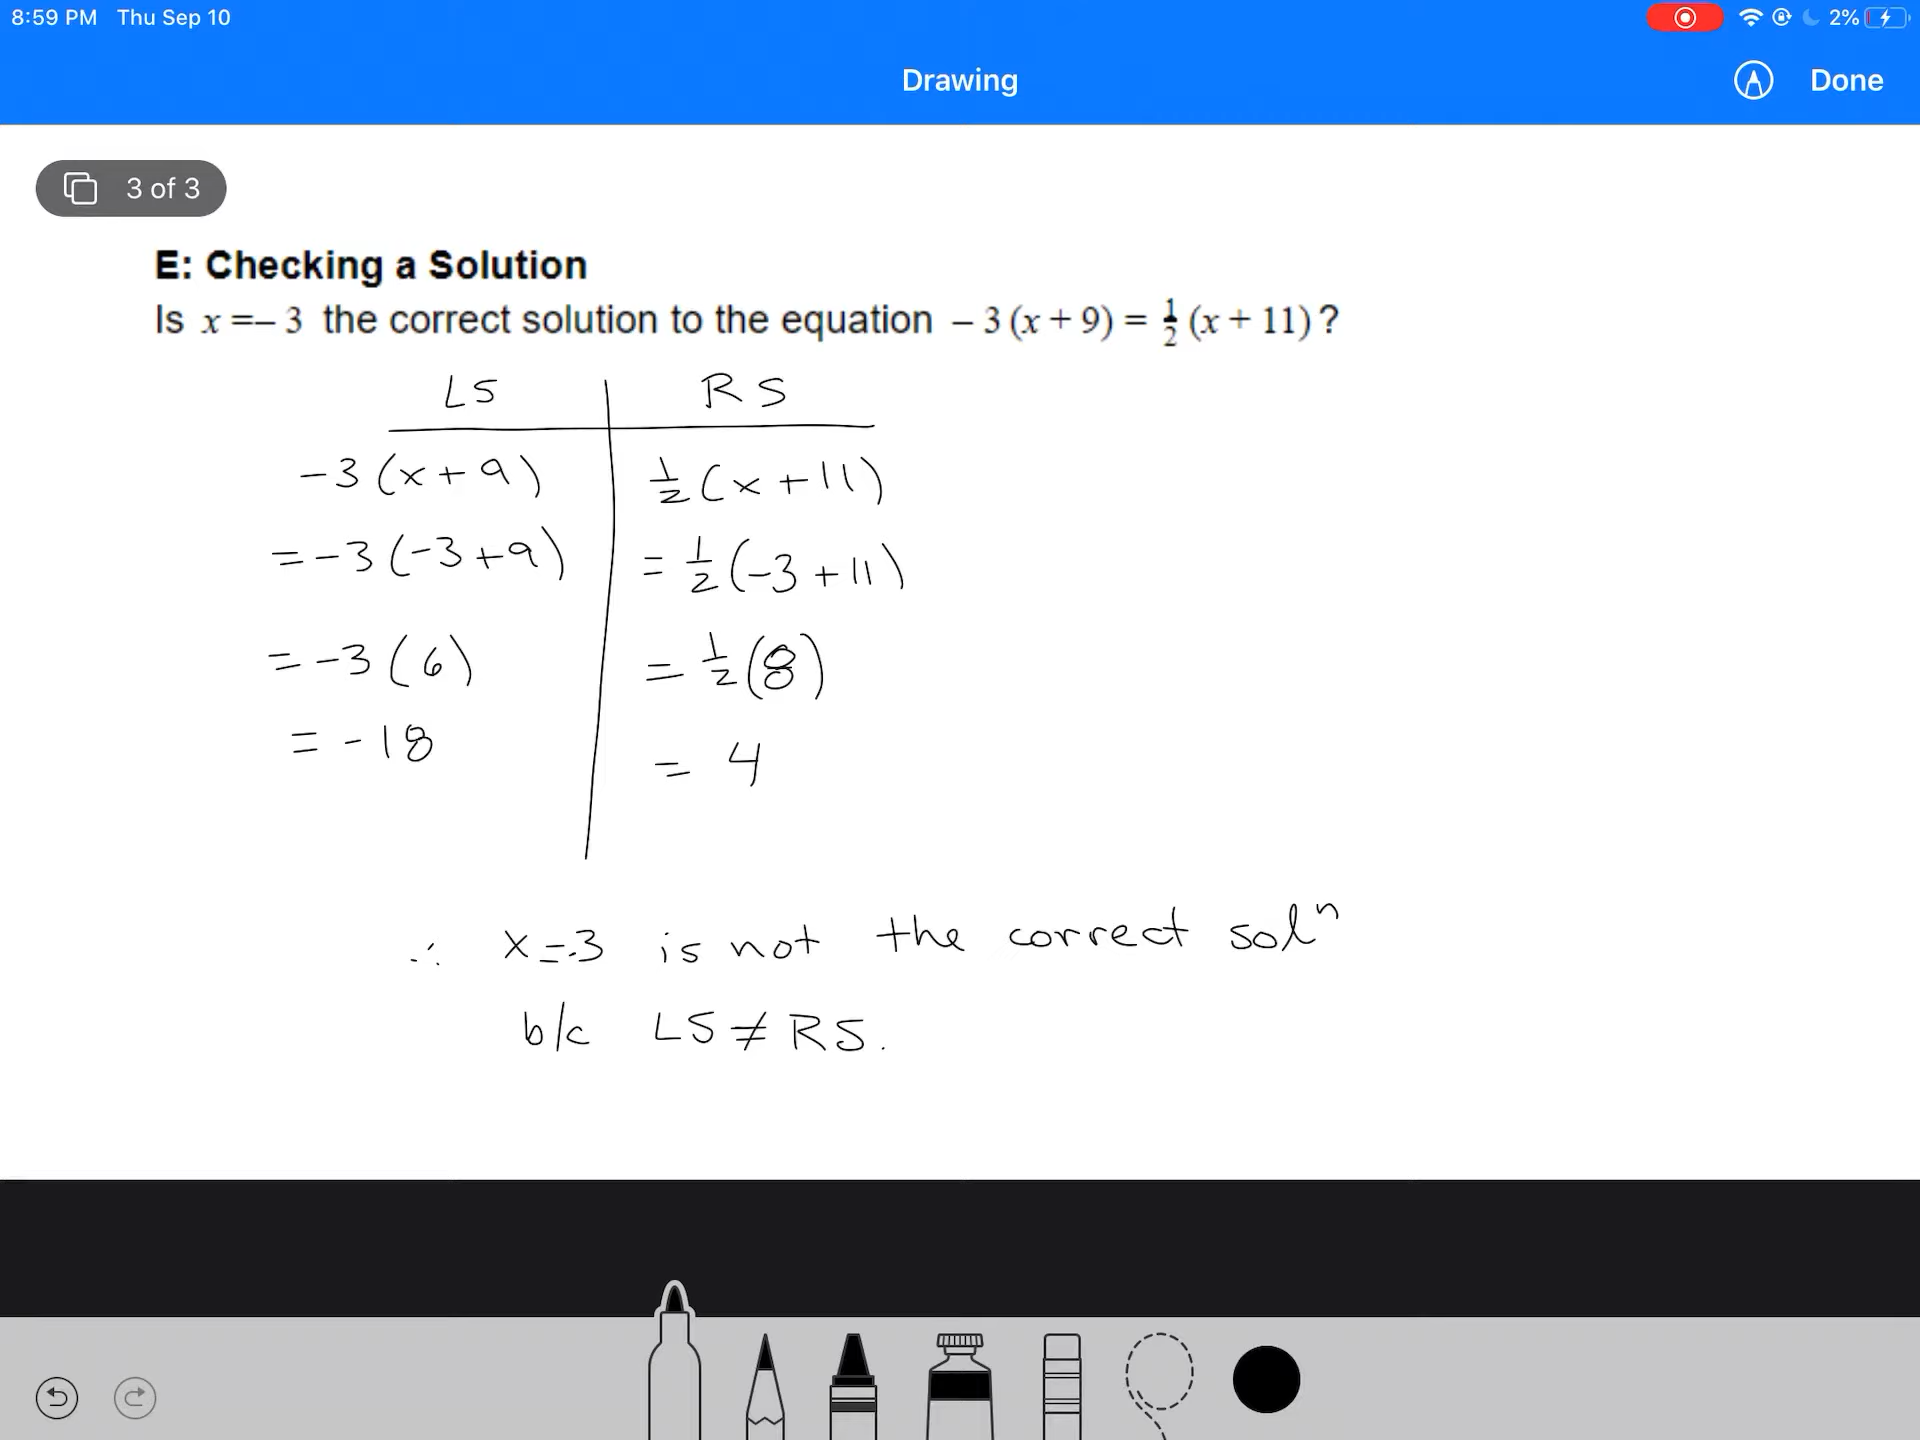 8:59 PM Thu Sep 10 2%
Drawing Done
3 of 3
E: Checking a Solution
Is x =– 3 the correct solution to the equation – 3 (x + 9) = 1/2 (x + 11) ?
LS RS
-3(x+9) 1/2(x+11)
=-3(-3+9) = 1/2(-3+11)
=-3(6) = 1/2(8)
= -18 = 4
∴ x=-3 is not the correct solⁿ
b/c LS ≠ RS.